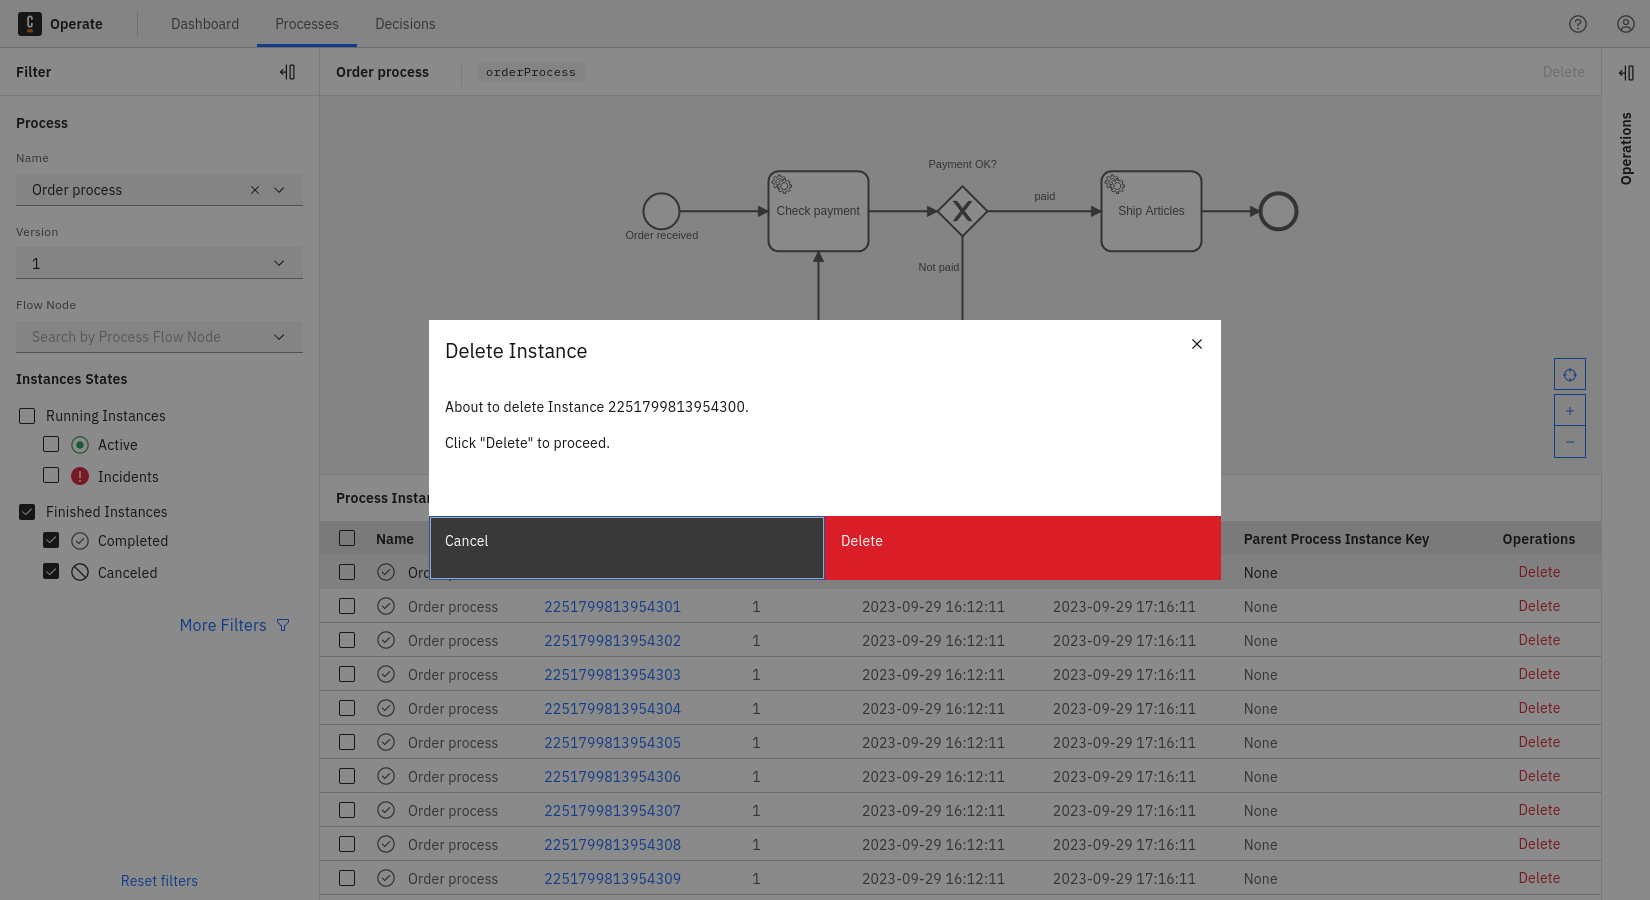 Operate
Dashboard
Processes
Decisions
Filter
Order process
orderProcess
Delete
Operations
Process
Name
Order process
Version
1
Flow Node
Search by Process Flow Node
Instances States
Running Instances
Active
Incidents
Finished Instances
Completed
Canceled
More Filters
Reset filters
Payment OK?
Order received
Check payment
paid
Ship Articles
Not paid
Delete Instance
About to delete Instance 2251799813954300.
Click "Delete" to proceed.
Cancel
Delete
Name Parent Process Instance Key Operations
None Delete
Order process 2251799813954301 1 2023-09-29 16:12:11 2023-09-29 17:16:11 None Delete
Order process 2251799813954302 1 2023-09-29 16:12:11 2023-09-29 17:16:11 None Delete
Order process 2251799813954303 1 2023-09-29 16:12:11 2023-09-29 17:16:11 None Delete
Order process 2251799813954304 1 2023-09-29 16:12:11 2023-09-29 17:16:11 None Delete
Order process 2251799813954305 1 2023-09-29 16:12:11 2023-09-29 17:16:11 None Delete
Order process 2251799813954306 1 2023-09-29 16:12:11 2023-09-29 17:16:11 None Delete
Order process 2251799813954307 1 2023-09-29 16:12:11 2023-09-29 17:16:11 None Delete
Order process 2251799813954308 1 2023-09-29 16:12:11 2023-09-29 17:16:11 None Delete
Order process 2251799813954309 1 2023-09-29 16:12:11 2023-09-29 17:16:11 None Delete